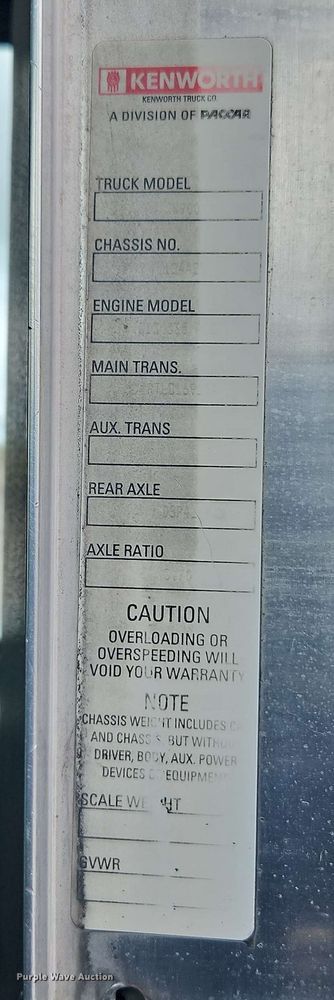 KENWORTH
KENWORTH TRUCK CO.
A DIVISION OF PACCAR
TRUCK MODEL
CHASSIS NO.
ENGINE MODEL
MAIN TRANS.
AUX. TRANS
REAR AXLE
AXLE RATIO
CAUTION
OVERLOADING OR
OVERSPEEDING WILL
VOID YOUR WARRANTY
NOTE
CHASSIS WEIGHT INCLUDES
AND CHASSIS BUT
DRIVER, BODY, AUX. POWER
DEVICES EQUIPMENT
SCALE WEIGHT
GVWR
Purple Wave Auction